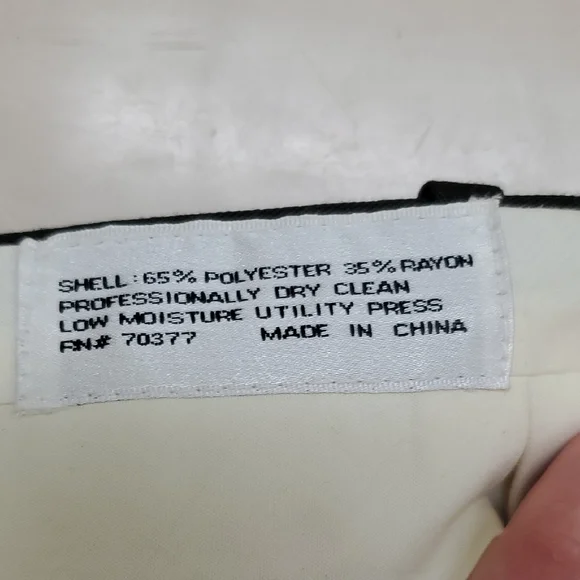 SHELL: 65% POLYESTER 35% RAYON
PROFESSIONALLY DRY CLEAN
LOW MOISTURE UTILITY PRESS
RN# 70377 MADE IN CHINA